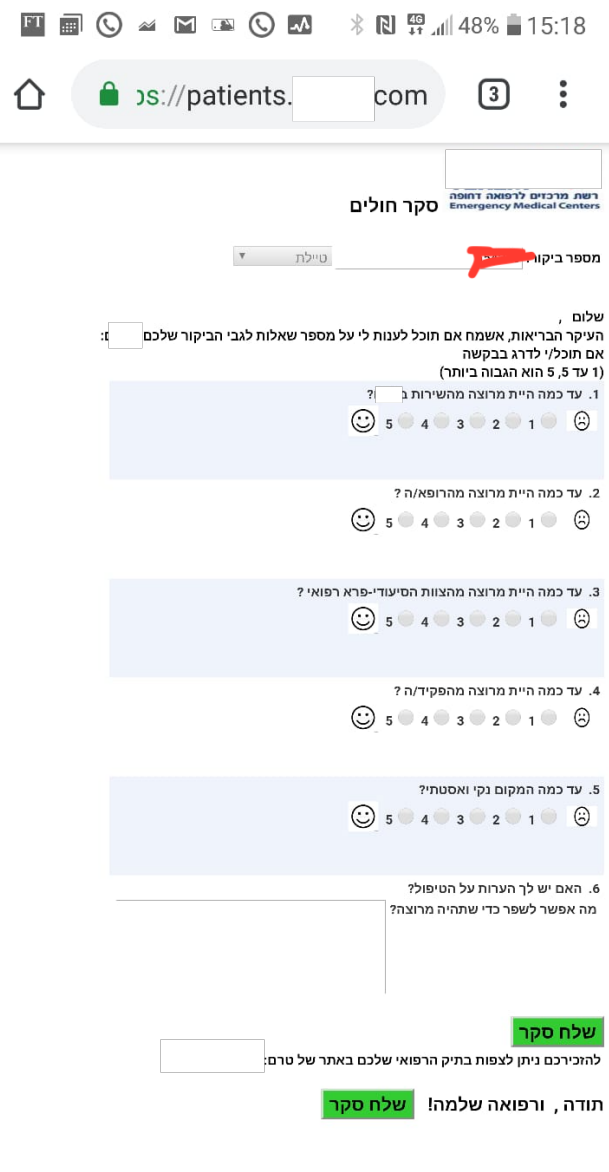 FT 4G 48% 15:18
ps://patients. com 3
רשת מרכזים לרפואה דחופה
Emergency Medical Centers
סקר חולים
מספר ביקור: טיילת
שלום ,
העיקר הבריאות, אשמח אם תוכל לענות לי על מספר שאלות לגבי הביקור שלכם :
אם תוכל/י לדרג בבקשה
(1 עד 5, 5 הוא הגבוה ביותר)
1. עד כמה היית מרוצה מהשירות ב ?
1 2 3 4 5
2. עד כמה היית מרוצה מהרופא/ה ?
1 2 3 4 5
3. עד כמה היית מרוצה מהצוות הסיעודי-פרא רפואי ?
1 2 3 4 5
4. עד כמה היית מרוצה מהפקיד/ה ?
1 2 3 4 5
5. עד כמה המקום נקי ואסטתי?
1 2 3 4 5
6. האם יש לך הערות על הטיפול?
מה אפשר לשפר כדי שתהיה מרוצה?
שלח סקר
להזכירכם ניתן לצפות בתיק הרפואי שלכם באתר של טרם:
תודה , ורפואה שלמה! שלח סקר